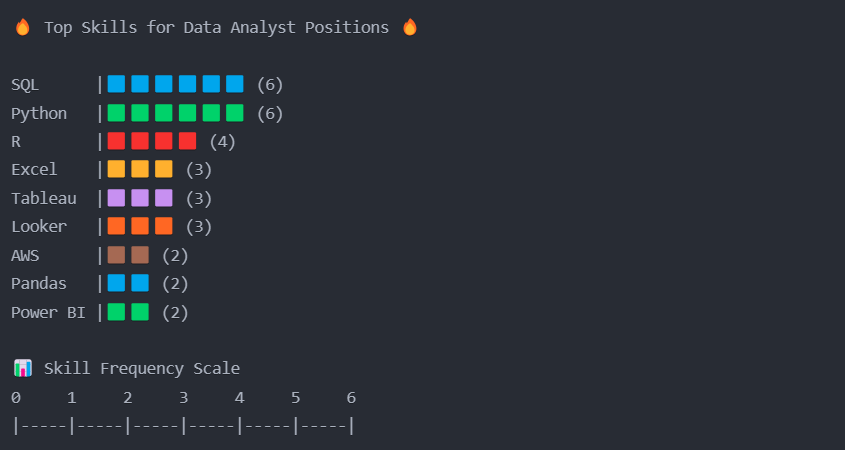 🔥 Top Skills for Data Analyst Positions 🔥
SQL      |🟦🟦🟦🟦🟦🟦 (6)
Python   |🟩🟩🟩🟩🟩🟩 (6)
R        |🟥🟥🟥🟥 (4)
Excel    |🟨🟨🟨 (3)
Tableau  |🟪🟪🟪 (3)
Looker   |🟧🟧🟧 (3)
AWS      |🟫🟫 (2)
Pandas   |🟦🟦 (2)
Power BI |🟩🟩 (2)
📊 Skill Frequency Scale
0     1     2     3     4     5     6
|-----|-----|-----|-----|-----|-----|